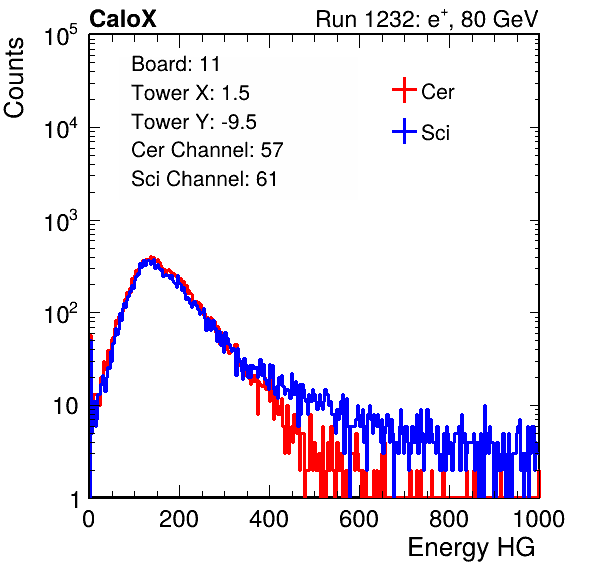 CaloX Run 1232: e⁺, 80 GeV
Counts
Board: 11
Tower X: 1.5
Tower Y: -9.5
Cer Channel: 57
Sci Channel: 61
Cer
Sci
10⁵
10⁴
10³
10²
10
1
0 200 400 600 800 1000
Energy HG